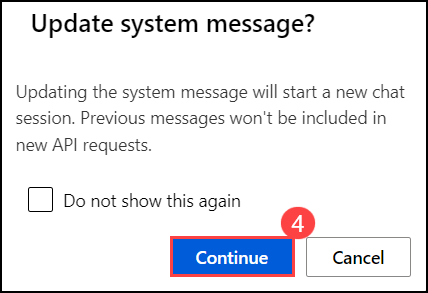 Update system message?
Updating the system message will start a new chat
session. Previous messages won't be included in
new API requests.
Do not show this again
4
Continue
Cancel